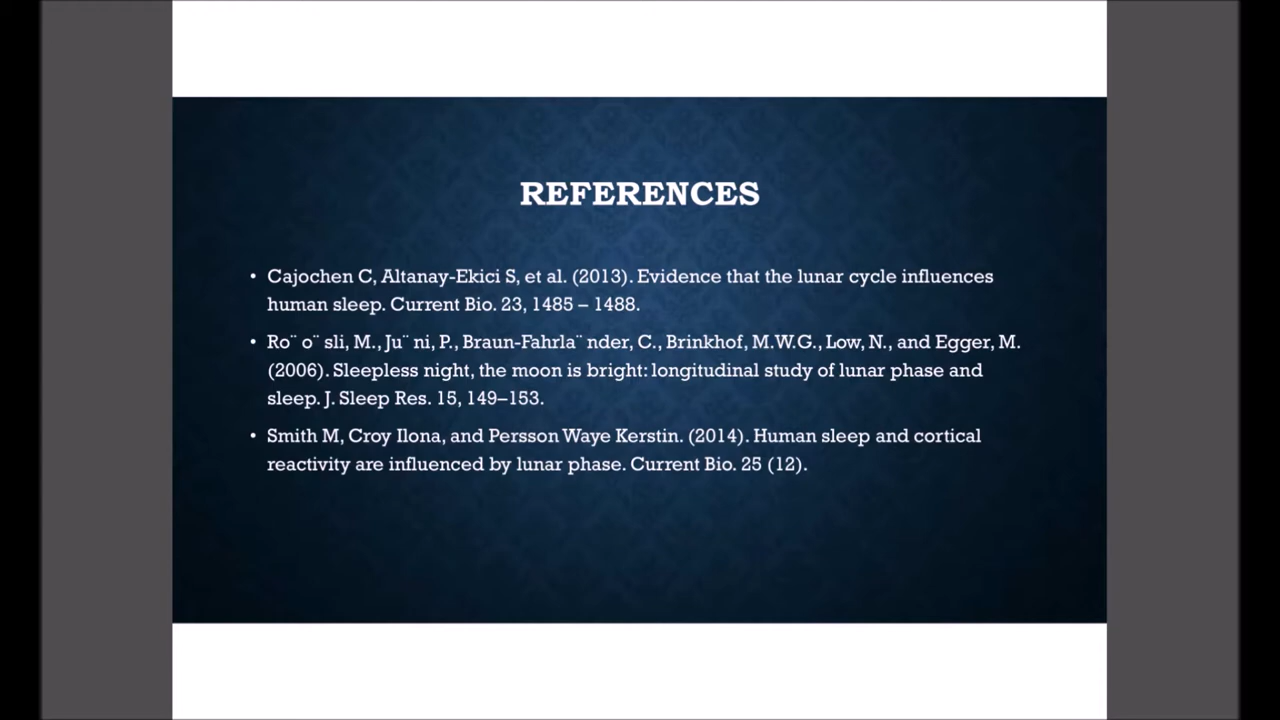 REFERENCES
• Cajochen C, Altanay-Ekici S, et al. (2013). Evidence that the lunar cycle influences
human sleep. Current Bio. 23, 1485 – 1488.
• Ro¨ o¨ sli, M., Ju¨ ni, P., Braun-Fahrla¨ nder, C., Brinkhof, M.W.G., Low, N., and Egger, M.
(2006). Sleepless night, the moon is bright: longitudinal study of lunar phase and
sleep. J. Sleep Res. 15, 149–153.
• Smith M, Croy Ilona, and Persson Waye Kerstin. (2014). Human sleep and cortical
reactivity are influenced by lunar phase. Current Bio. 25 (12).